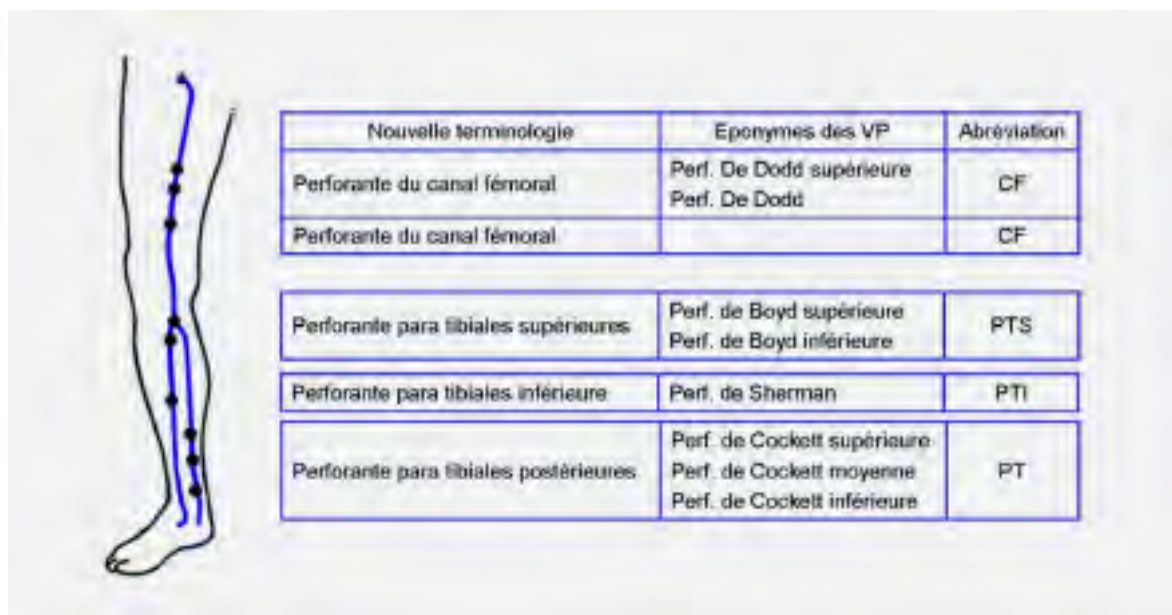 Nouvelle terminologie Eponymes des VP Abréviation
Perforante du canal fémoral Perf. De Dodd supérieure CF
Perf. De Dodd
Perforante du canal fémoral CF
Perforante para tibiales supérieures Perf. de Boyd supérieure PTS
Perf. de Boyd inférieure
Perforante para tibiales inférieure Perf. de Sherman PTI
Perforante para tibiales postérieures Perf. de Cockett supérieure PT
Perf. de Cockett moyenne
Perf. de Cockett inférieure